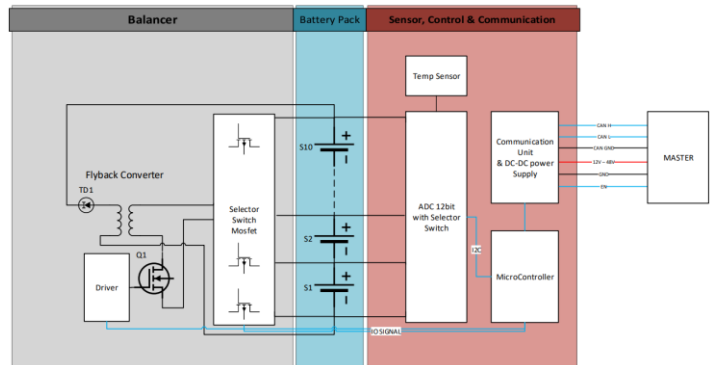 Balancer
Battery Pack
Sensor, Control & Communication
Temp Sensor
CAN H
CAN L
CAN GND
12V – 48V
GND
EN
MASTER
Communication
Unit
& DC-DC power
Supply
S10
Flyback Converter
TD1
Selector
Switch
Mosfet
ADC 12bit
with Selector
Switch
S2
Q1
I2C
Driver
S1
MicroController
IO SIGNAL